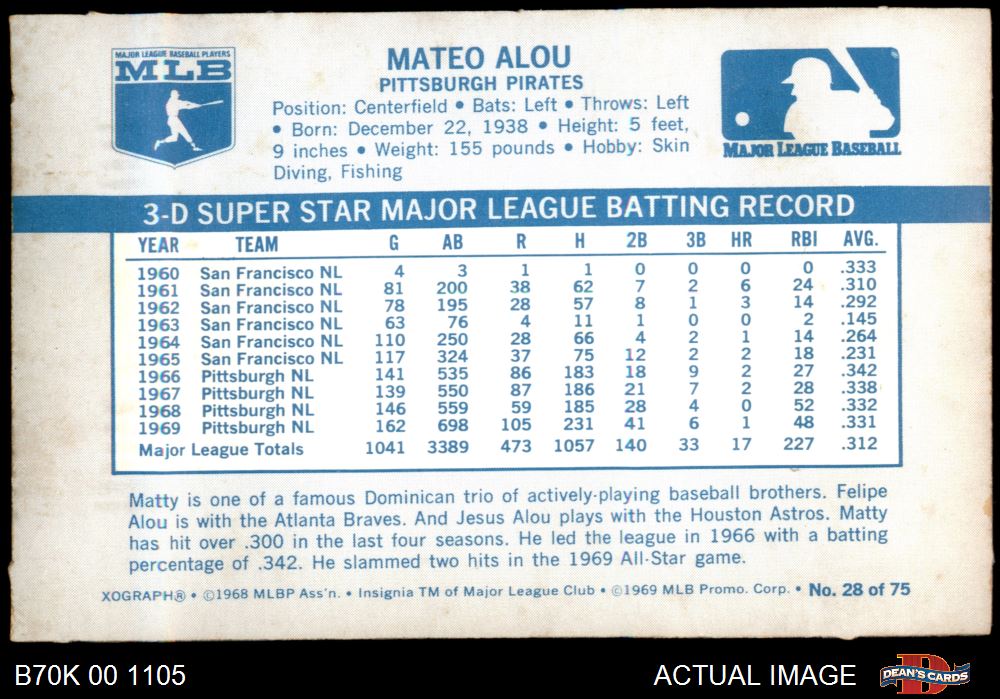 MAJOR LEAGUE BASEBALL PLAYERS
MLB
MATEO ALOU
PITTSBURGH PIRATES
Position: Centerfield • Bats: Left • Throws: Left
• Born: December 22, 1938 • Height: 5 feet,
9 inches • Weight: 155 pounds • Hobby: Skin
Diving, Fishing
MAJOR LEAGUE BASEBALL
3-D SUPER STAR MAJOR LEAGUE BATTING RECORD
YEAR TEAM G AB R H 2B 3B HR RBI AVG.
1960 San Francisco NL 4 3 1 1 0 0 0 0 .333
1961 San Francisco NL 81 200 38 62 7 2 6 24 .310
1962 San Francisco NL 78 195 28 57 8 1 3 14 .292
1963 San Francisco NL 63 76 4 11 1 0 0 2 .145
1964 San Francisco NL 110 250 28 66 4 2 1 14 .264
1965 San Francisco NL 117 324 37 75 12 2 2 18 .231
1966 Pittsburgh NL 141 535 86 183 18 9 2 27 .342
1967 Pittsburgh NL 139 550 87 186 21 7 2 28 .338
1968 Pittsburgh NL 146 559 59 185 28 4 0 52 .332
1969 Pittsburgh NL 162 698 105 231 41 6 1 48 .331
Major League Totals 1041 3389 473 1057 140 33 17 227 .312
Matty is one of a famous Dominican trio of actively-playing baseball brothers. Felipe
Alou is with the Atlanta Braves. And Jesus Alou plays with the Houston Astros. Matty
has hit over .300 in the last four seasons. He led the league in 1966 with a batting
percentage of .342. He slammed two hits in the 1969 All-Star game.
XOGRAPH® • ©1968 MLBP Ass'n. • Insignia TM of Major League Club • ©1969 MLB Promo. Corp. • No. 28 of 75
B70K 00 1105
ACTUAL IMAGE
DEAN'S CARDS